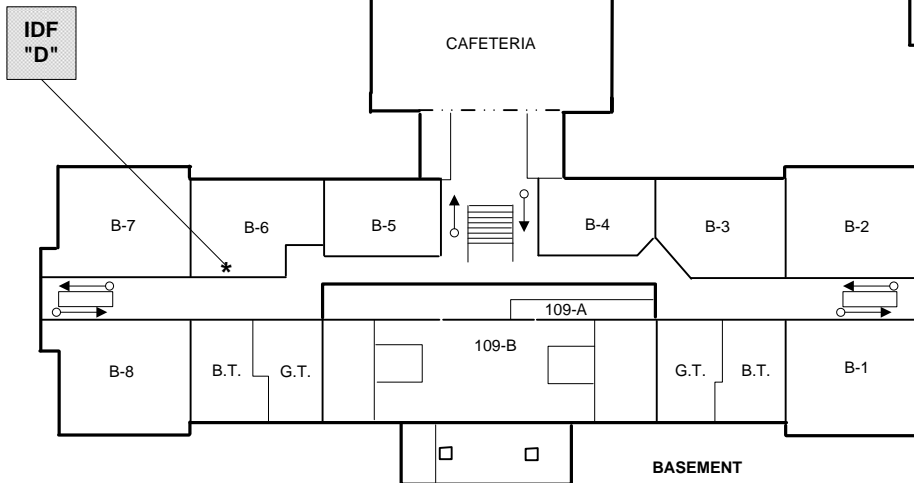 IDF
"D"
CAFETERIA
B-7
B-6
B-5
B-4
B-3
B-2
*
109-A
109-B
B-8
B.T.
G.T.
G.T.
B.T.
B-1
BASEMENT